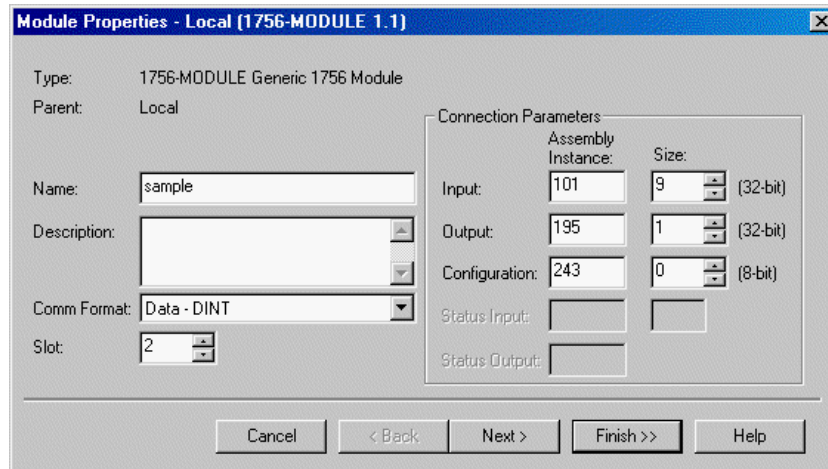 Module Properties - Local (1756-MODULE 1.1)
Type: 1756-MODULE Generic 1756 Module
Parent: Local
Connection Parameters
Assembly Instance: Size:
Name: sample
Input: 101 9 (32-bit)
Description:
Output: 195 1 (32-bit)
Configuration: 243 0 (8-bit)
Comm Format: Data - DINT
Status Input:
Slot: 2
Status Output:
Cancel < Back Next > Finish >> Help